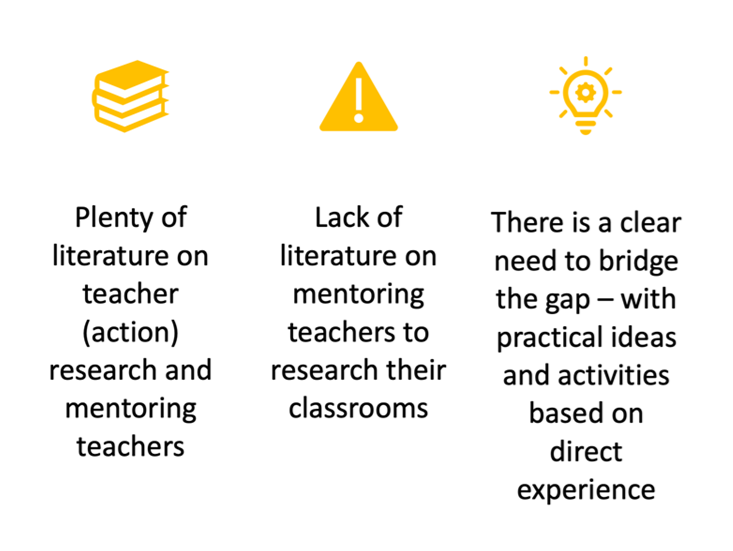 Plenty of
literature on
teacher
(action)
research and
mentoring
teachers
Lack of
literature on
mentoring
teachers to
research their
classrooms
There is a clear
need to bridge
the gap – with
practical ideas
and activities
based on
direct
experience